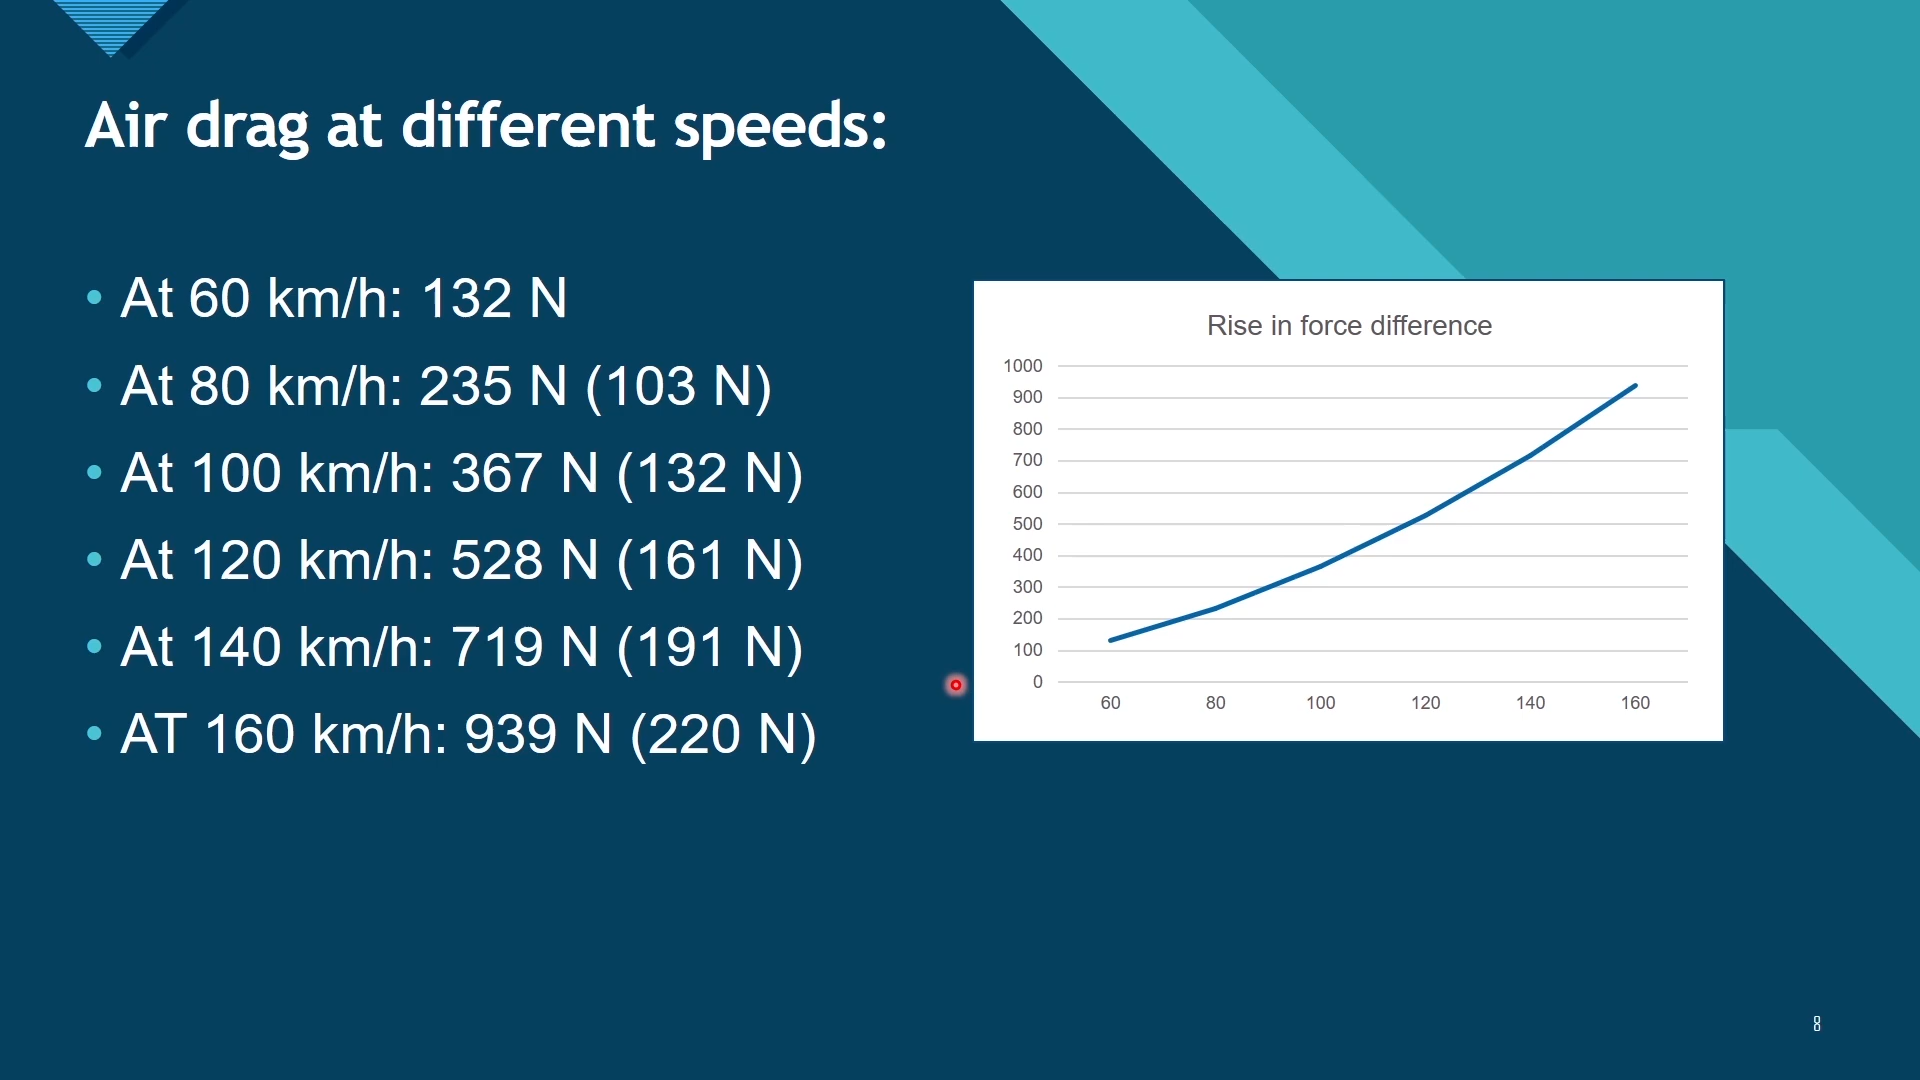 Air drag at different speeds:
• At 60 km/h: 132 N
• At 80 km/h: 235 N (103 N)
• At 100 km/h: 367 N (132 N)
• At 120 km/h: 528 N (161 N)
• At 140 km/h: 719 N (191 N)
• AT 160 km/h: 939 N (220 N)
Rise in force difference
1000
900
800
700
600
500
400
300
200
100
0
60 80 100 120 140 160
8